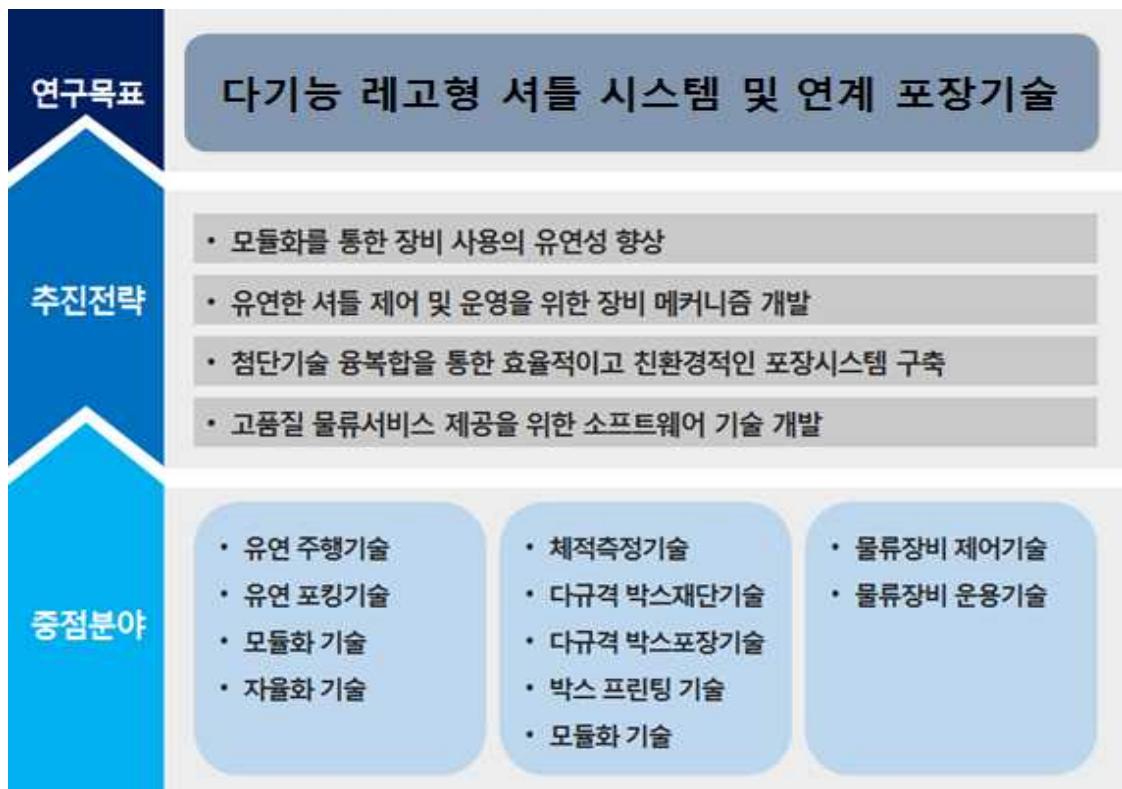 연구목표
다기능 레고형 셔틀 시스템 및 연계 포장기술
추진전략
• 모듈화를 통한 장비 사용의 유연성 향상
• 유연한 셔틀 제어 및 운영을 위한 장비 메커니즘 개발
• 첨단기술 융복합을 통한 효율적이고 친환경적인 포장시스템 구축
• 고품질 물류서비스 제공을 위한 소프트웨어 기술 개발
중점분야
• 유연 주행기술
• 유연 포킹기술
• 모듈화 기술
• 자율화 기술
• 체적측정기술
• 다규격 박스재단기술
• 다규격 박스포장기술
• 박스 프린팅 기술
• 모듈화 기술
• 물류장비 제어기술
• 물류장비 운용기술